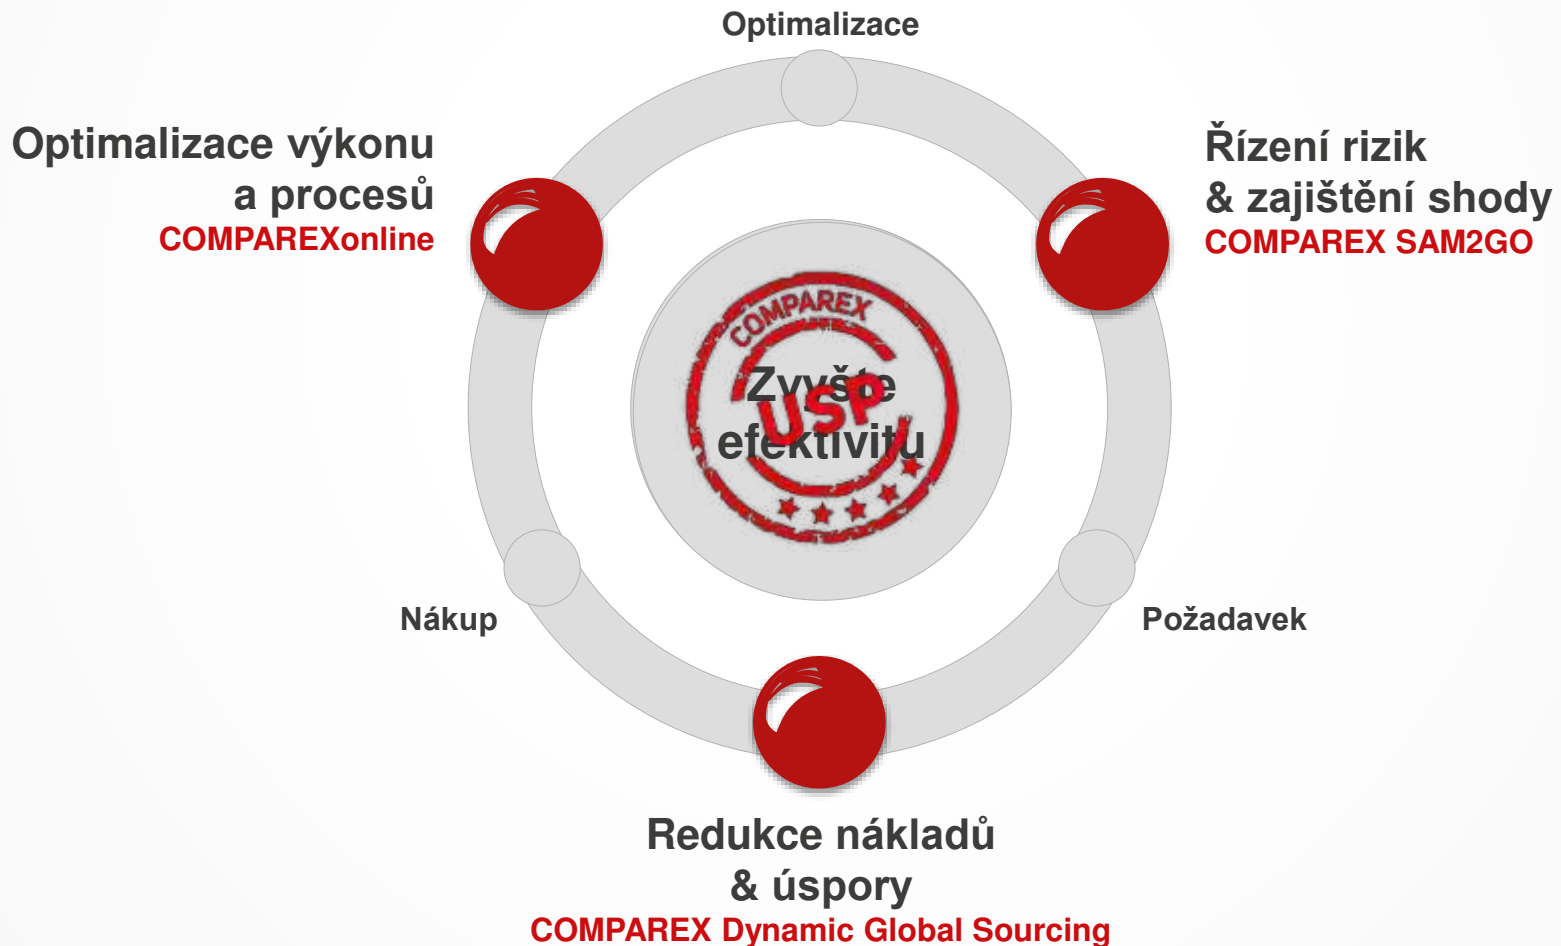 Optimalizace
Optimalizace výkonu
a procesů
COMPAREXonline
Řízení rizik
& zajištění shody
COMPAREX SAM2GO
COMPAREX
Zvyšte
USP
efektivitu
Nákup
Požadavek
Redukce nákladů
& úspory
COMPAREX Dynamic Global Sourcing